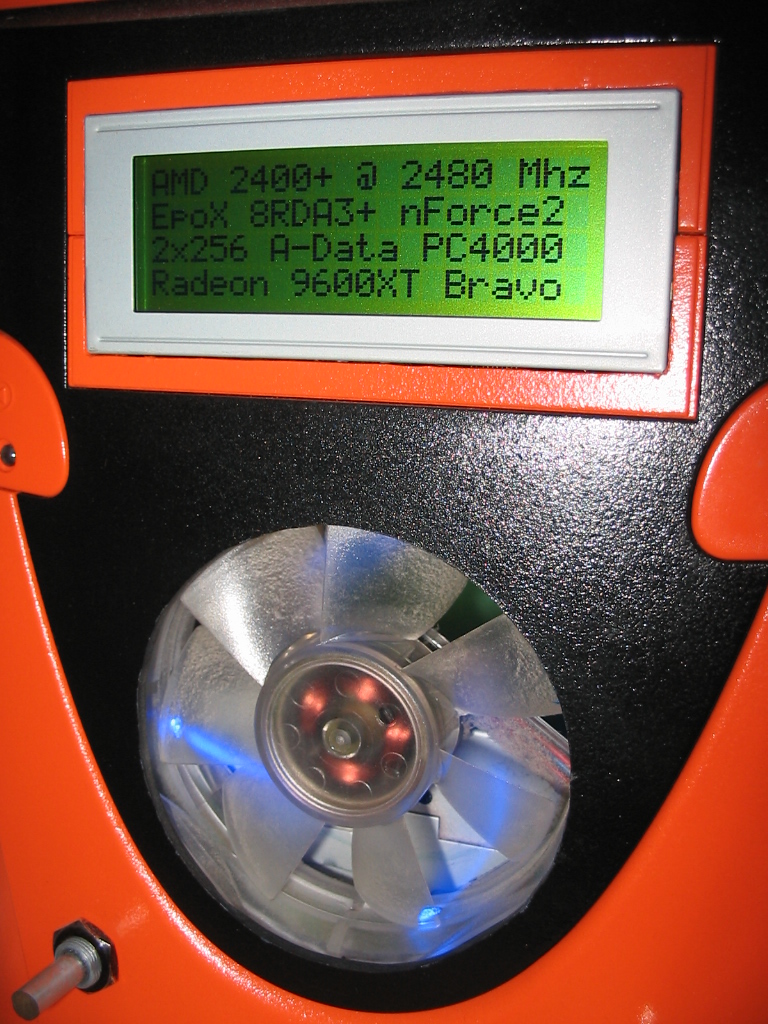 AMD 2400+ @ 2480 Mhz
EpoX 8RDA3+ nForce2
2x256 A-Data PC4000
Radeon 9600XT Bravo